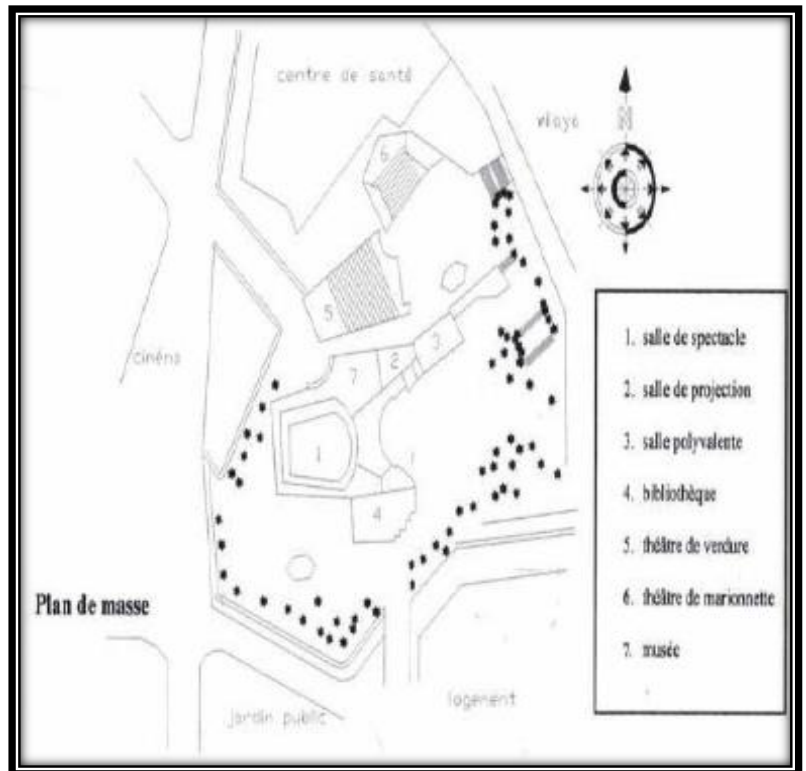 centre de santé
wilaya
N
6
5
3
2
7
1
4
cinéma
Plan de masse
jardin public
logement
1. salle de spectacle
2. salle de projection
3. salle polyvalente
4. bibliothèque
5. théâtre de verdure
6. théâtre de marionnette
7. musée